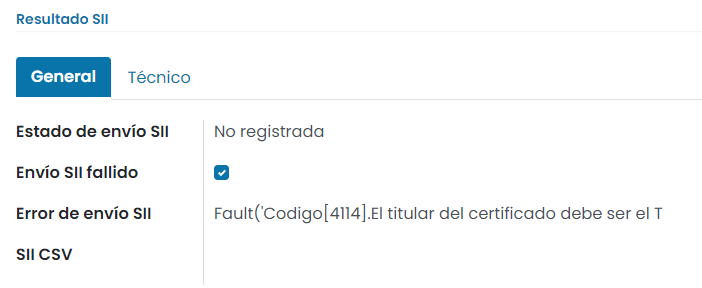 Resultado SII
General
Técnico
Estado de envío SII No registrada
Envío SII fallido
Error de envío SII Fault('Codigo[4114].El titular del certificado debe ser el T
SII CSV